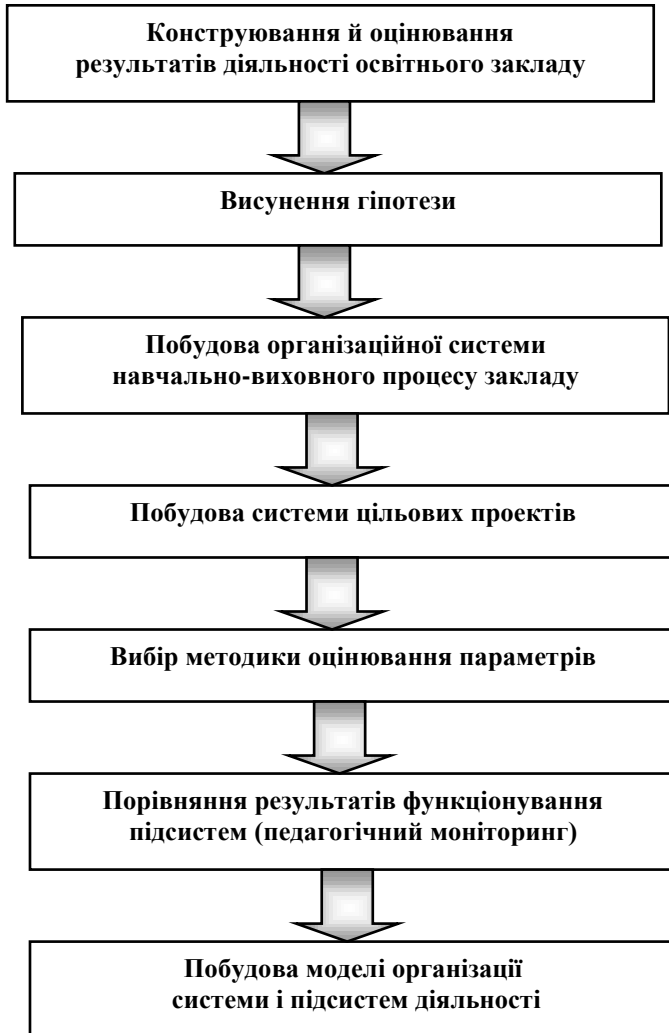 Конструювання й оцінювання
результатів діяльності освітнього закладу
Висунення гіпотези
Побудова організаційної системи
навчально-виховного процесу закладу
Побудова системи цільових проектів
Вибір методики оцінювання параметрів
Порівняння результатів функціонування
підсистем (педагогічний моніторинг)
Побудова моделі організації
системи і підсистем діяльності